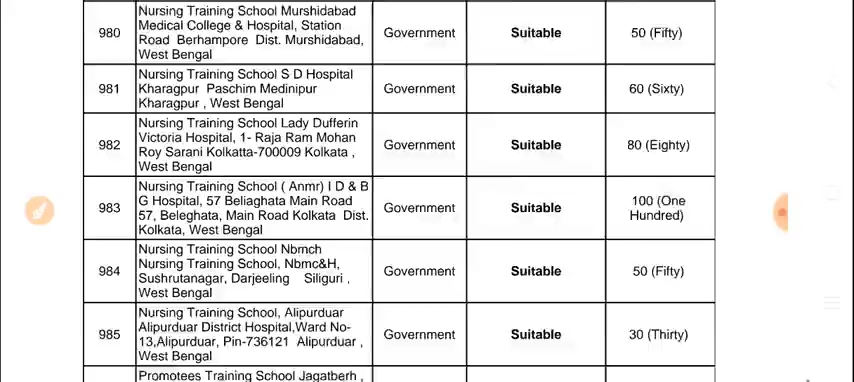 980
Nursing Training School Murshidabad
Medical College & Hospital, Station
Road Berhampore Dist. Murshidabad,
West Bengal
Government
Suitable
50 (Fifty)
981
Nursing Training School S D Hospital
Kharagpur Paschim Medinipur
Kharagpur , West Bengal
Government
Suitable
60 (Sixty)
982
Nursing Training School Lady Dufferin
Victoria Hospital, 1- Raja Ram Mohan
Roy Sarani Kolkatta-700009 Kolkata ,
West Bengal
Government
Suitable
80 (Eighty)
983
Nursing Training School ( Anmr) I D & B
G Hospital, 57 Beliaghata Main Road
57, Beleghata, Main Road Kolkata Dist.
Kolkata, West Bengal
Government
Suitable
100 (One
Hundred)
984
Nursing Training School Nbmch
Nursing Training School, Nbmc&H,
Sushrutanagar, Darjeeling Siliguri ,
West Bengal
Government
Suitable
50 (Fifty)
985
Nursing Training School, Alipurduar
Alipurduar District Hospital,Ward No-
13,Alipurduar, Pin-736121 Alipurduar ,
West Bengal
Government
Suitable
30 (Thirty)
Promotees Training School Jagatberh ,